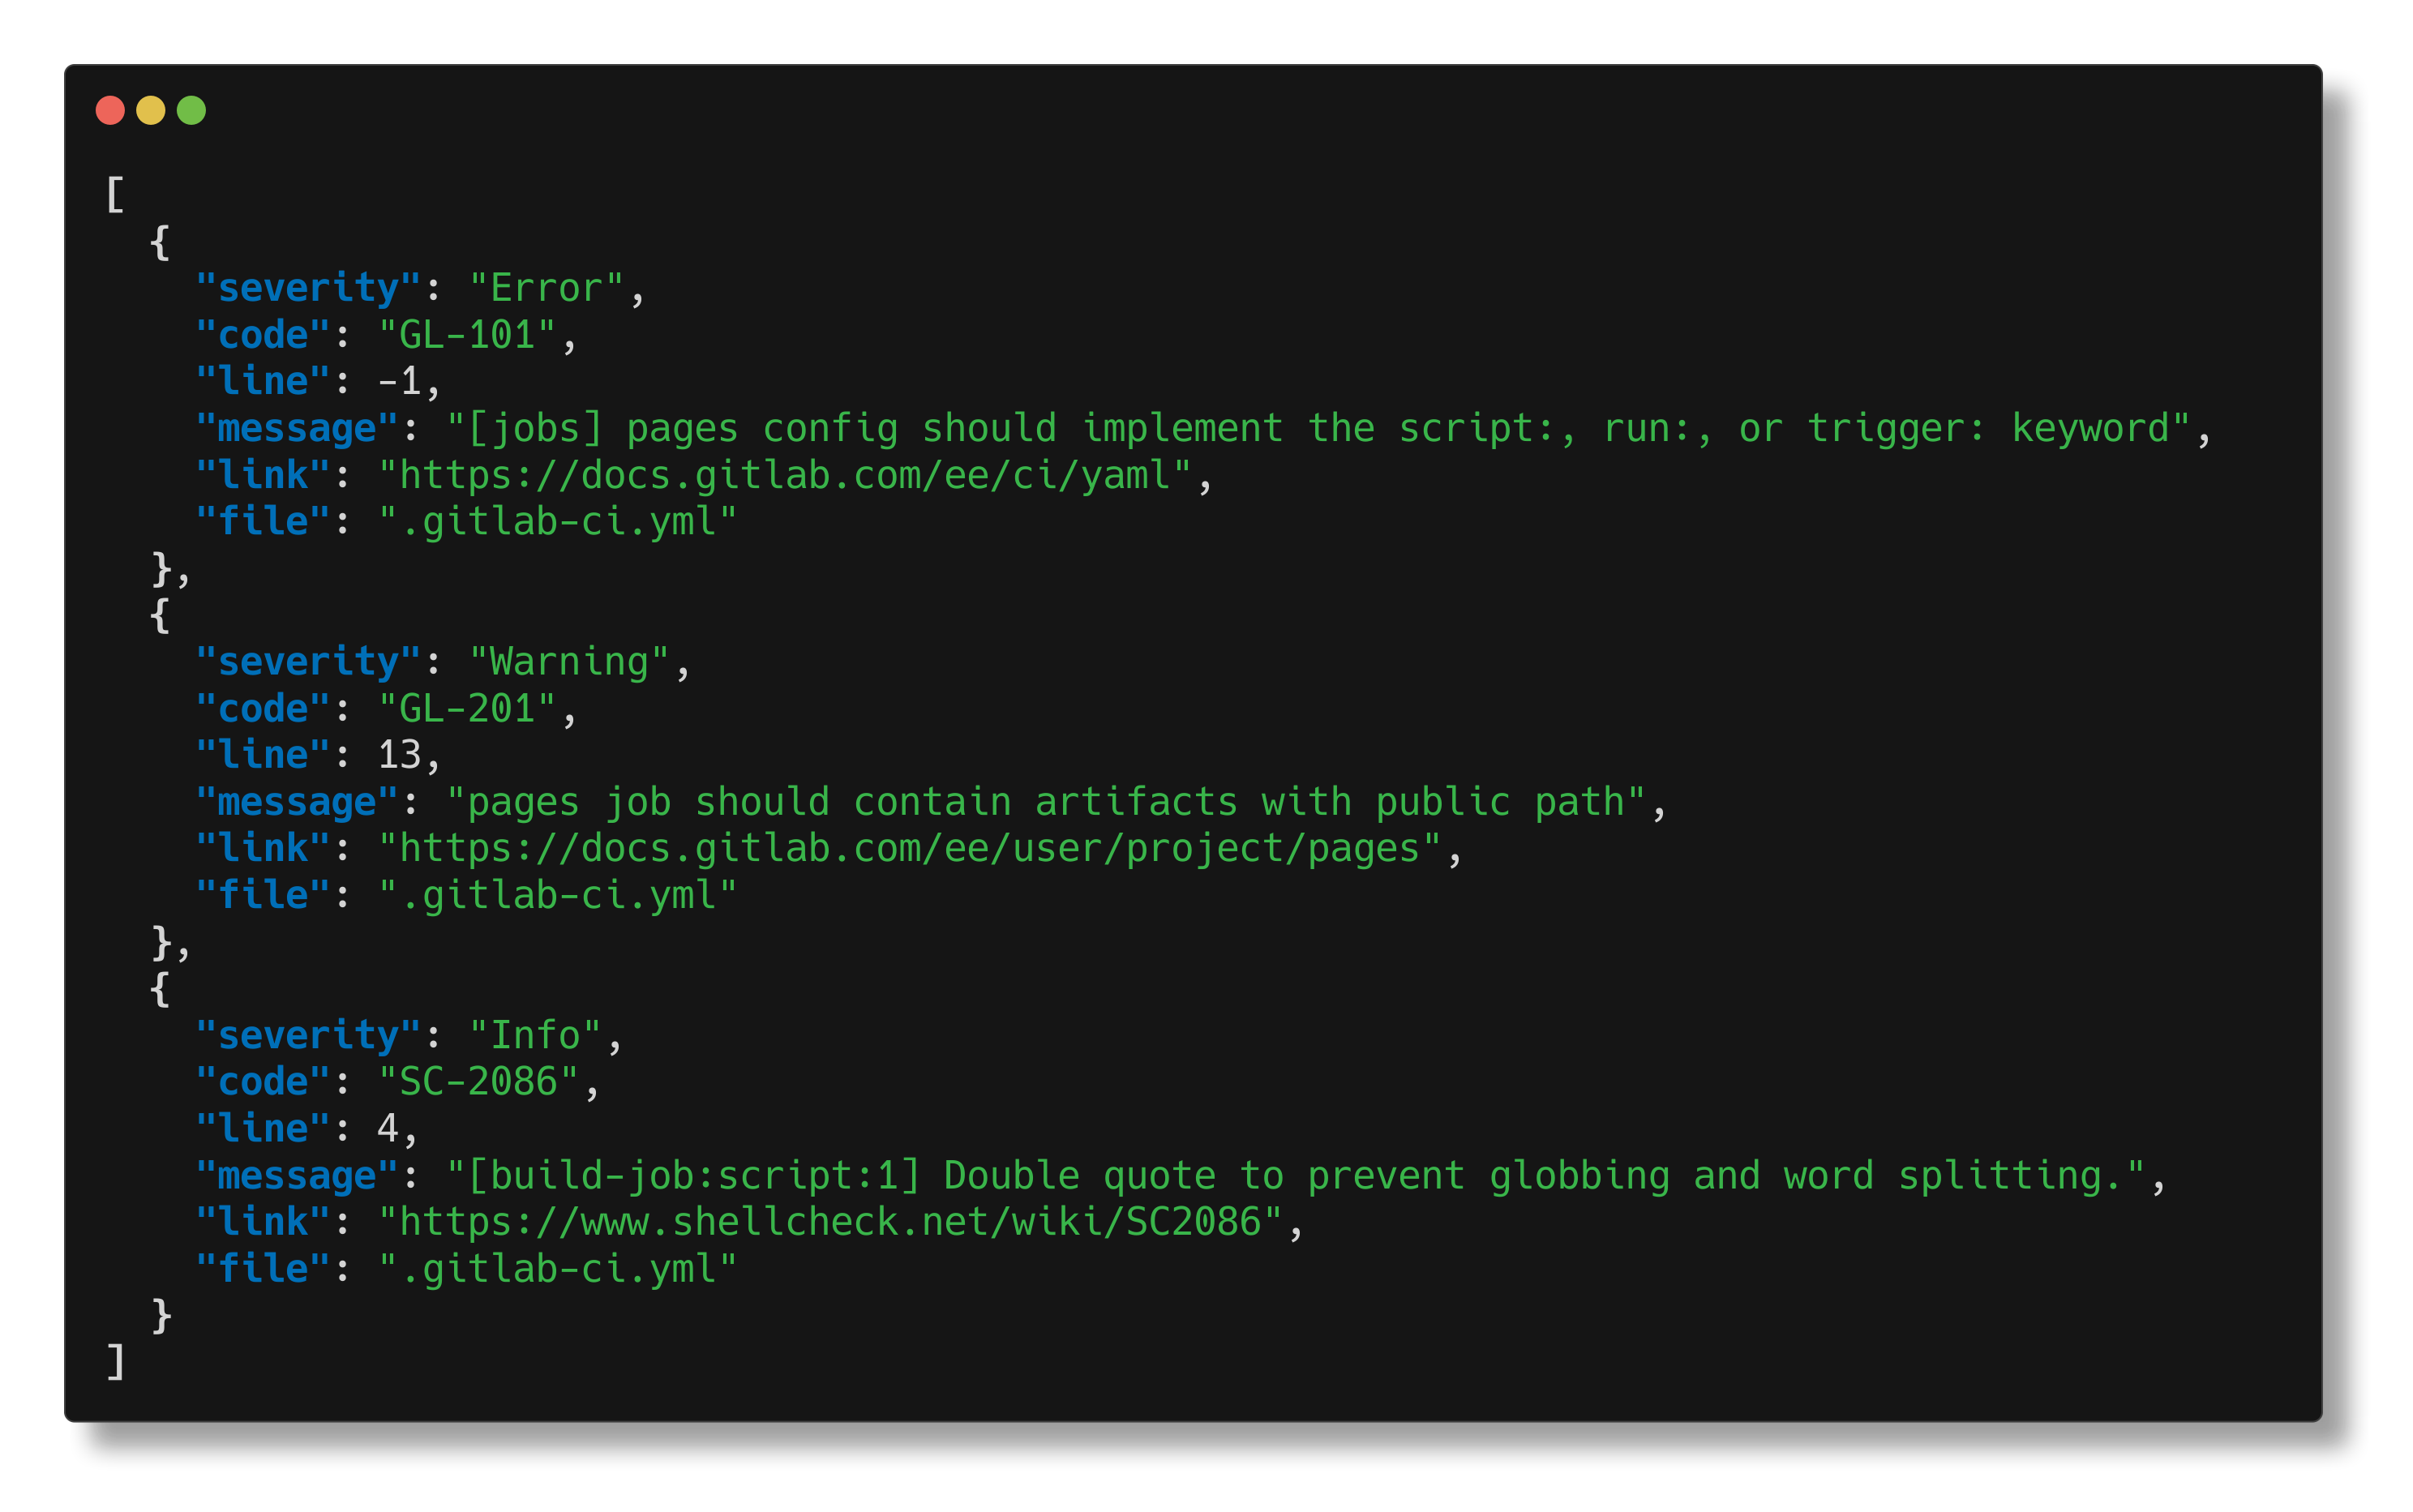 [
  {
    "severity": "Error",
    "code": "GL-101",
    "line": -1,
    "message": "[jobs] pages config should implement the script:, run:, or trigger: keyword",
    "link": "https://docs.gitlab.com/ee/ci/yaml",
    "file": ".gitlab-ci.yml"
  },
  {
    "severity": "Warning",
    "code": "GL-201",
    "line": 13,
    "message": "pages job should contain artifacts with public path",
    "link": "https://docs.gitlab.com/ee/user/project/pages",
    "file": ".gitlab-ci.yml"
  },
  {
    "severity": "Info",
    "code": "SC-2086",
    "line": 4,
    "message": "[build-job:script:1] Double quote to prevent globbing and word splitting.",
    "link": "https://www.shellcheck.net/wiki/SC2086",
    "file": ".gitlab-ci.yml"
  }
]